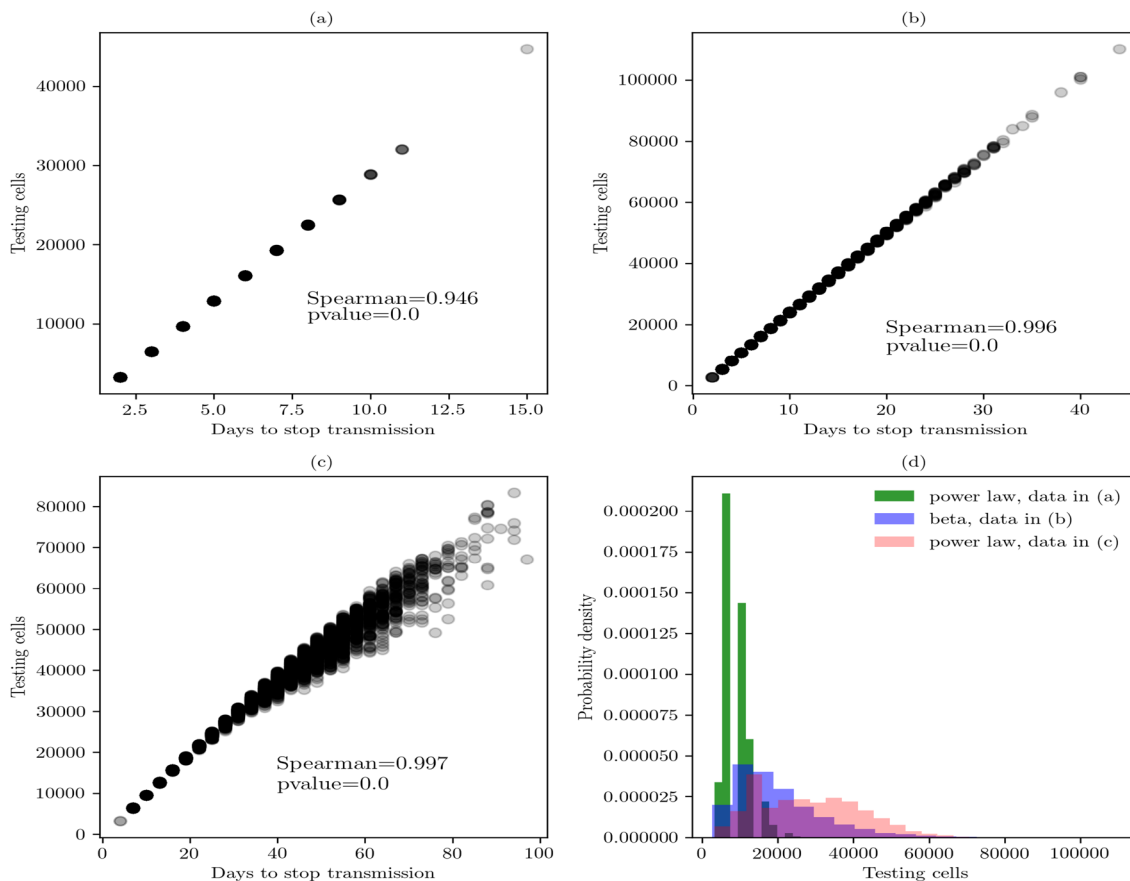 (a)
Testing cells
40000
30000
20000
10000
Spearman=0.946
pvalue=0.0
2.5 5.0 7.5 10.0 12.5 15.0
Days to stop transmission
(b)
Testing cells
100000
80000
60000
40000
20000
0
Spearman=0.996
pvalue=0.0
0 10 20 30 40
Days to stop transmission
(c)
Testing cells
80000
70000
60000
50000
40000
30000
20000
10000
0
Spearman=0.997
pvalue=0.0
0 20 40 60 80 100
Days to stop transmission
(d)
Probability density
0.000200
0.000175
0.000150
0.000125
0.000100
0.000075
0.000050
0.000025
0.000000
power law, data in (a)
beta, data in (b)
power law, data in (c)
0 20000 40000 60000 80000 100000
Testing cells